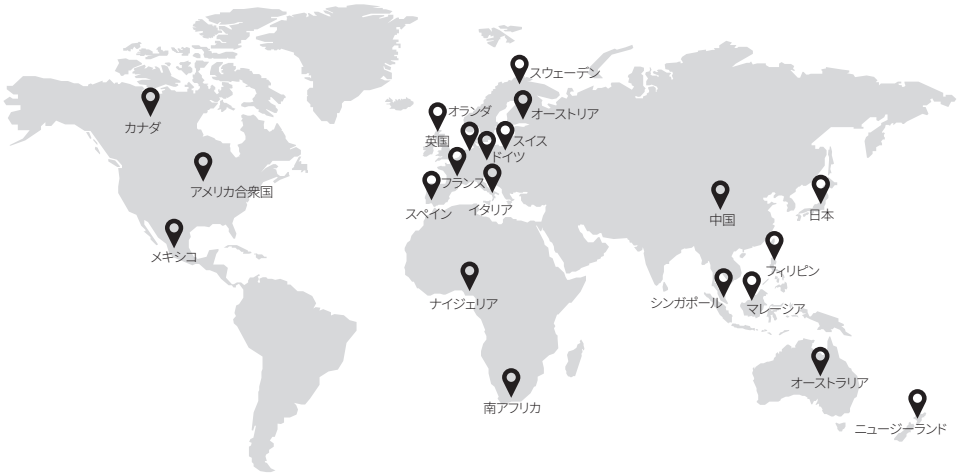 スウェーデン
オランダ
オーストリア
カナダ
英国
スイス
ドイツ
フランス
アメリカ合衆国
スペイン
イタリア
中国
日本
メキシコ
フィリピン
ナイジェリア
シンガポール
マレーシア
オーストラリア
南アフリカ
ニュージーランド